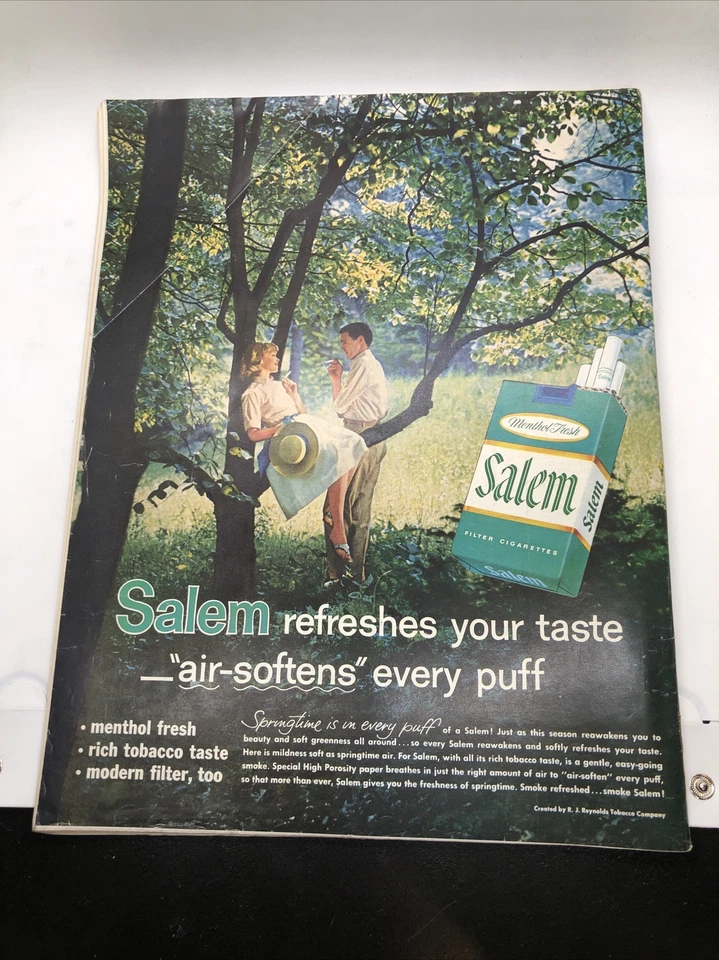 Menthol Fresh
Salem
Salem
FILTER CIGARETTES
Salem
Salem refreshes your taste
—"air-softens" every puff
• menthol fresh
• rich tobacco taste
• modern filter, too
Springtime is in every puff of a Salem! Just as this season reawakens you to
beauty and soft greenness all around...so every Salem reawakens and softly refreshes your taste.
Here is mildness soft as springtime air. For Salem, with all its rich tobacco taste, is a gentle, easy-going
smoke. Special High Porosity paper breathes in just the right amount of air to "air-soften" every puff,
so that more than ever, Salem gives you the freshness of springtime. Smoke refreshed...smoke Salem!
Created by R. J. Reynolds Tobacco Company